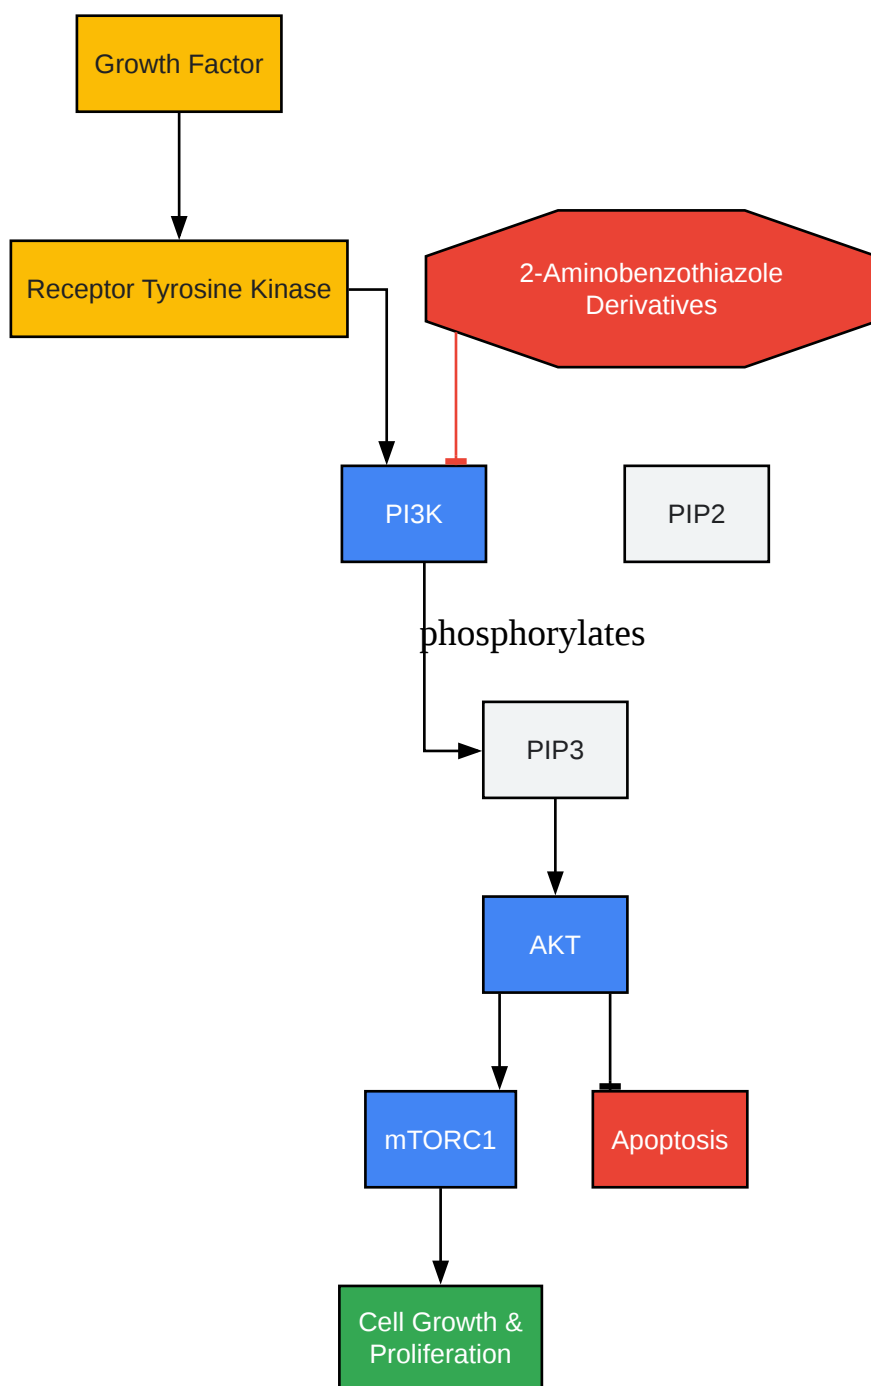 Growth Factor
Receptor Tyrosine Kinase
2-Aminobenzothiazole
Derivatives
PI3K
PIP2
phosphorylates
PIP3
AKT
mTORC1
Apoptosis
Cell Growth &
Proliferation